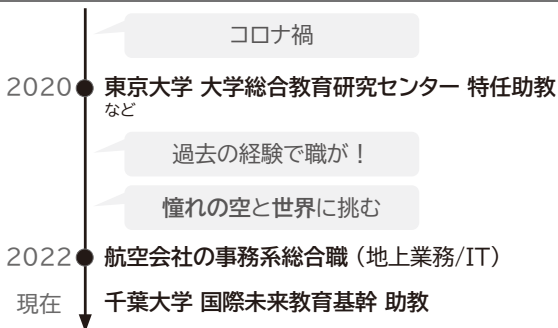 コロナ禍
2020 東京大学 大学総合教育研究センター 特任助教
など
過去の経験で職が！
憧れの空と世界に挑む
2022 航空会社の事務系総合職（地上業務/IT）
現在 千葉大学 国際未来教育基幹 助教